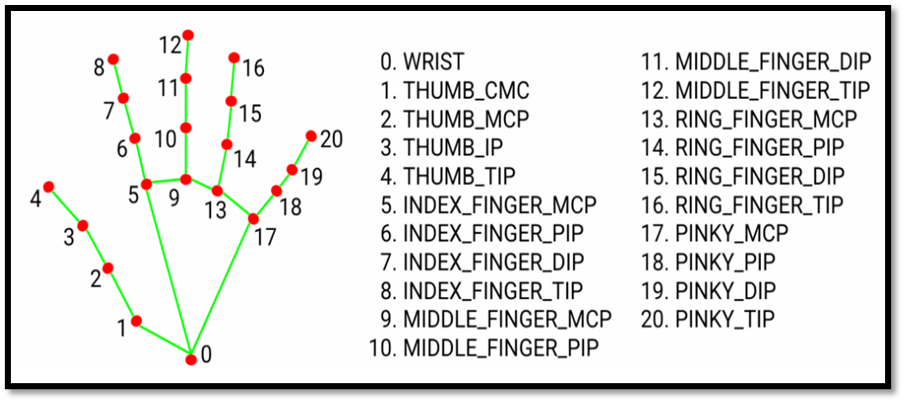 12
8
16
11
7
15
10
6
14
20
19
4
5
9
13
18
3
17
2
1
0
0. WRIST
1. THUMB_CMC
2. THUMB_MCP
3. THUMB_IP
4. THUMB_TIP
5. INDEX_FINGER_MCP
6. INDEX_FINGER_PIP
7. INDEX_FINGER_DIP
8. INDEX_FINGER_TIP
9. MIDDLE_FINGER_MCP
10. MIDDLE_FINGER_PIP
11. MIDDLE_FINGER_DIP
12. MIDDLE_FINGER_TIP
13. RING_FINGER_MCP
14. RING_FINGER_PIP
15. RING_FINGER_DIP
16. RING_FINGER_TIP
17. PINKY_MCP
18. PINKY_PIP
19. PINKY_DIP
20. PINKY_TIP